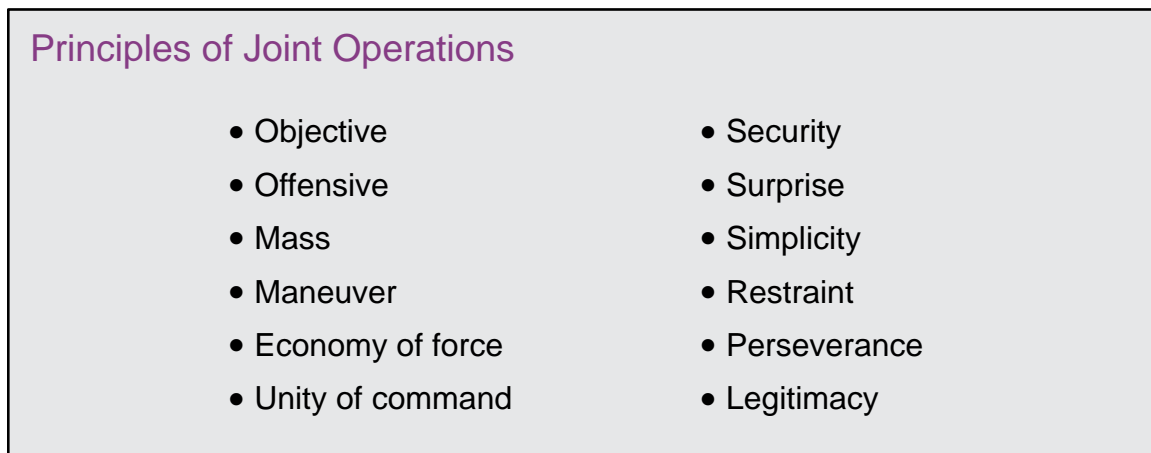 Principles of Joint Operations
• Objective
• Offensive
• Mass
• Maneuver
• Economy of force
• Unity of command
• Security
• Surprise
• Simplicity
• Restraint
• Perseverance
• Legitimacy